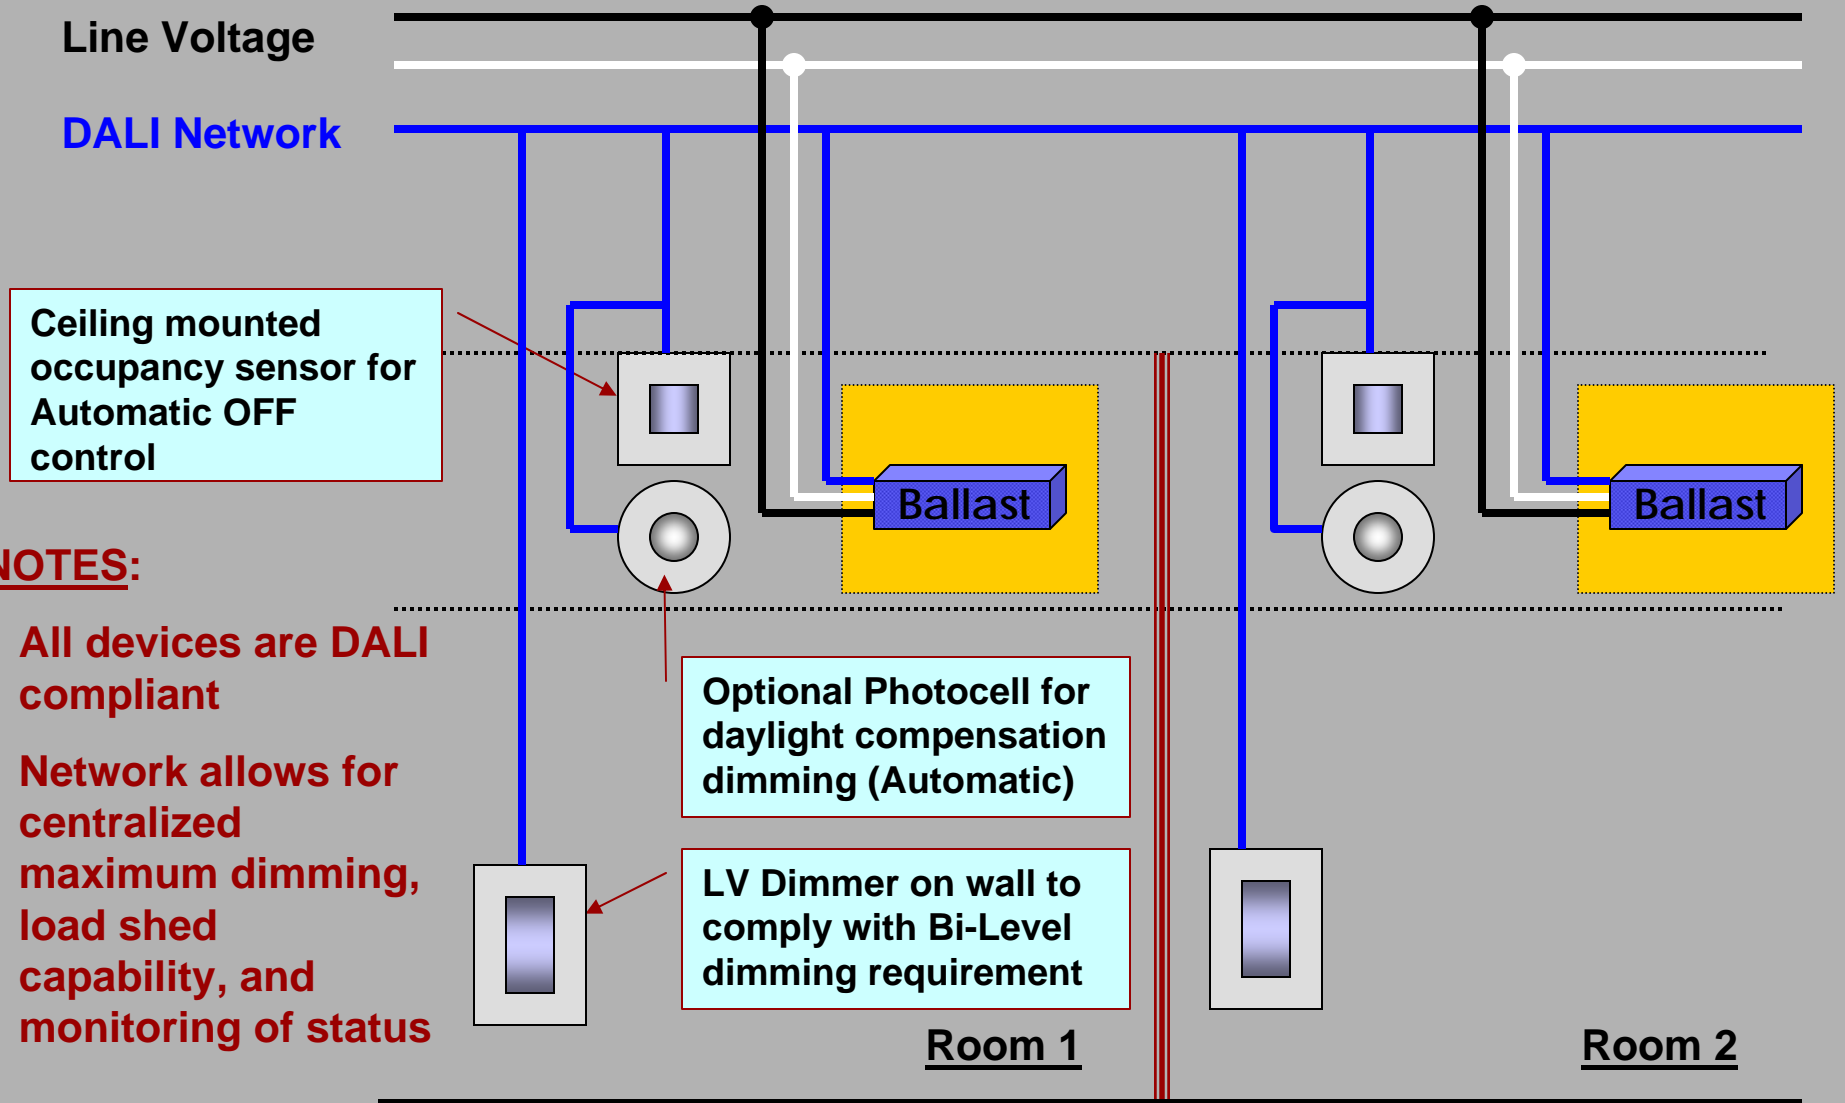 Line Voltage
DALI Network
Ceiling mounted
occupancy sensor for
Automatic OFF
control
Ballast
Ballast
NOTES:
All devices are DALI
compliant
Network allows for
centralized
maximum dimming,
load shed
capability, and
monitoring of status
Optional Photocell for
daylight compensation
dimming (Automatic)
LV Dimmer on wall to
comply with Bi-Level
dimming requirement
Room 1
Room 2